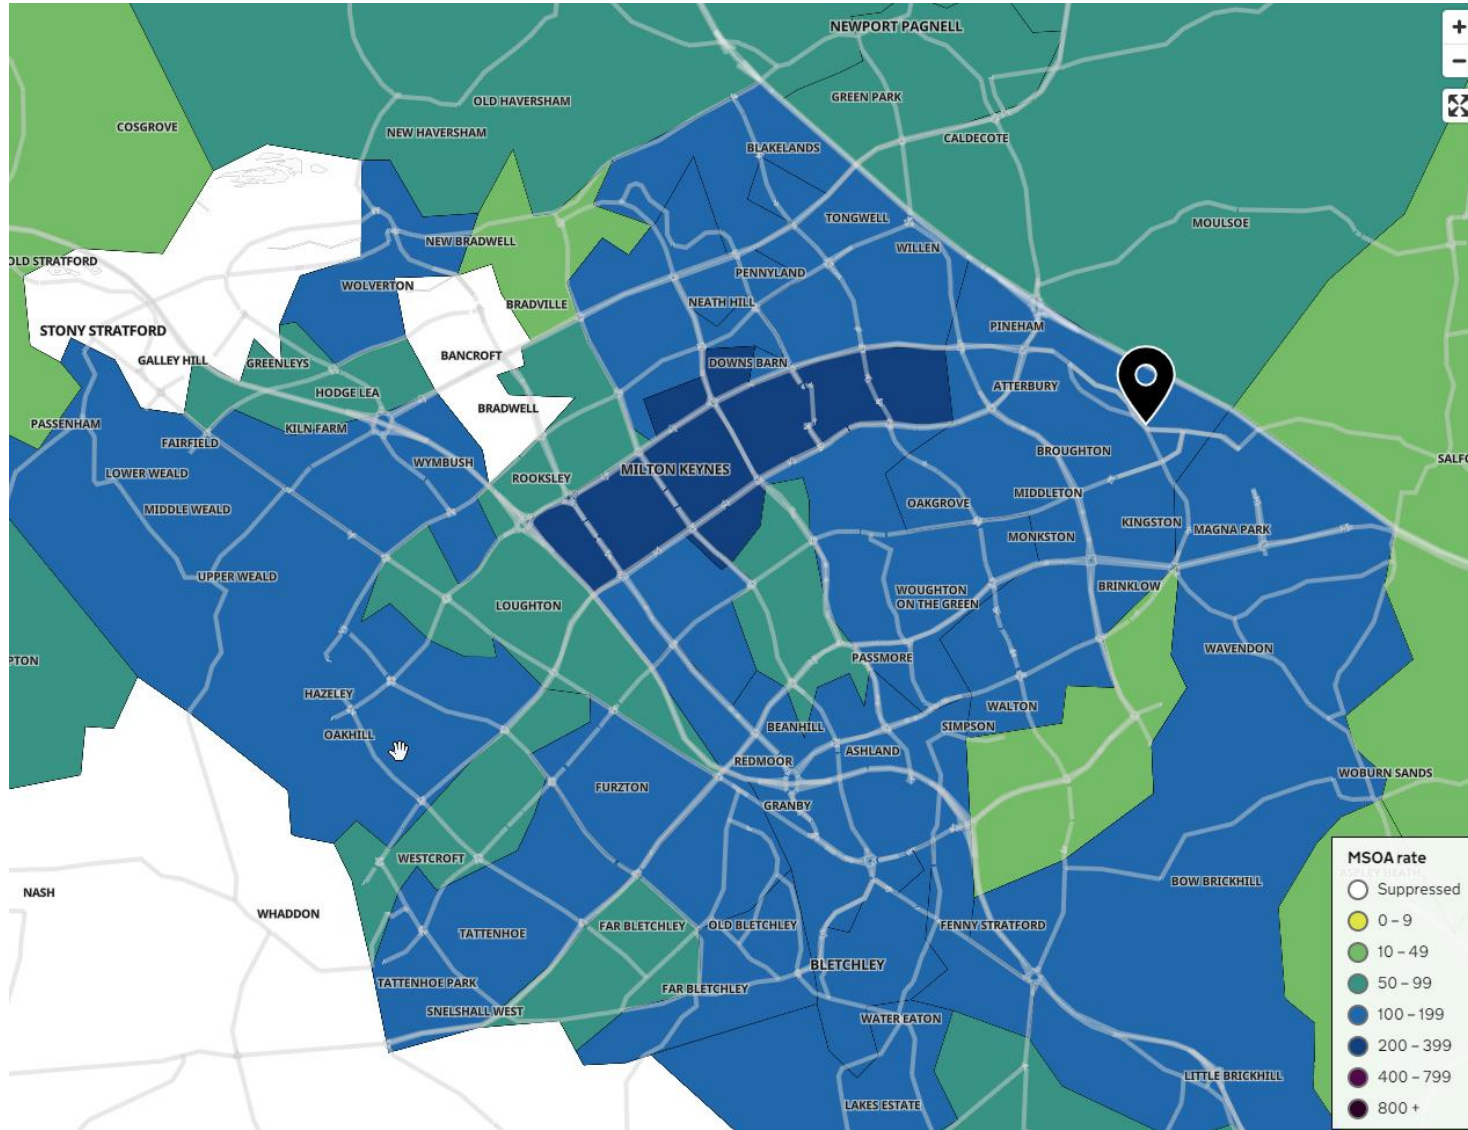 NEWPORT PAGNELL
+
−
OLD HAVERSHAM
GREEN PARK
COSGROVE
NEW HAVERSHAM
CALDECOTE
BLAKELANDS
TONGWELL
MOULSOE
NEW BRADWELL
WILLEN
OLD STRATFORD
PENNYLAND
WOLVERTON
NEATH HILL
BRADVILLE
PINEHAM
STONY STRATFORD
GALLEY HILL
GREENLEYS
BANCROFT
DOWNS BARN
ATTERBURY
HODGE LEA
BRADWELL
PASSENHAM
KILN FARM
FAIRFIELD
BROUGHTON
SALFO
WYMBUSH
MILTON KEYNES
LOWER WEALD
ROOKSLEY
MIDDLETON
OAKGROVE
MIDDLE WEALD
KINGSTON
MAGNA PARK
MONKSTON
UPPER WEALD
BRINKLOW
WOUGHTON
ON THE GREEN
LOUGHTON
WAVENDON
PTON
PASSMORE
HAZELEY
WALTON
SIMPSON
BEANHILL
OAKHILL
ASHLAND
REDMOOR
WOBURN SANDS
FURZTON
GRANBY
WESTCROFT
MSOA rate
ASPLEY HEATH
BOW BRICKHILL
Suppressed
NASH
WHADDON
0 – 9
FAR BLETCHLEY
OLD BLETCHLEY
FENNY STRATFORD
TATTENHOE
10 – 49
BLETCHLEY
TATTENHOE PARK
FAR BLETCHLEY
50 – 99
SNELSHALL WEST
WATER EATON
100 – 199
200 – 399
LITTLE BRICKHILL
400 – 799
LAKES ESTATE
800 +